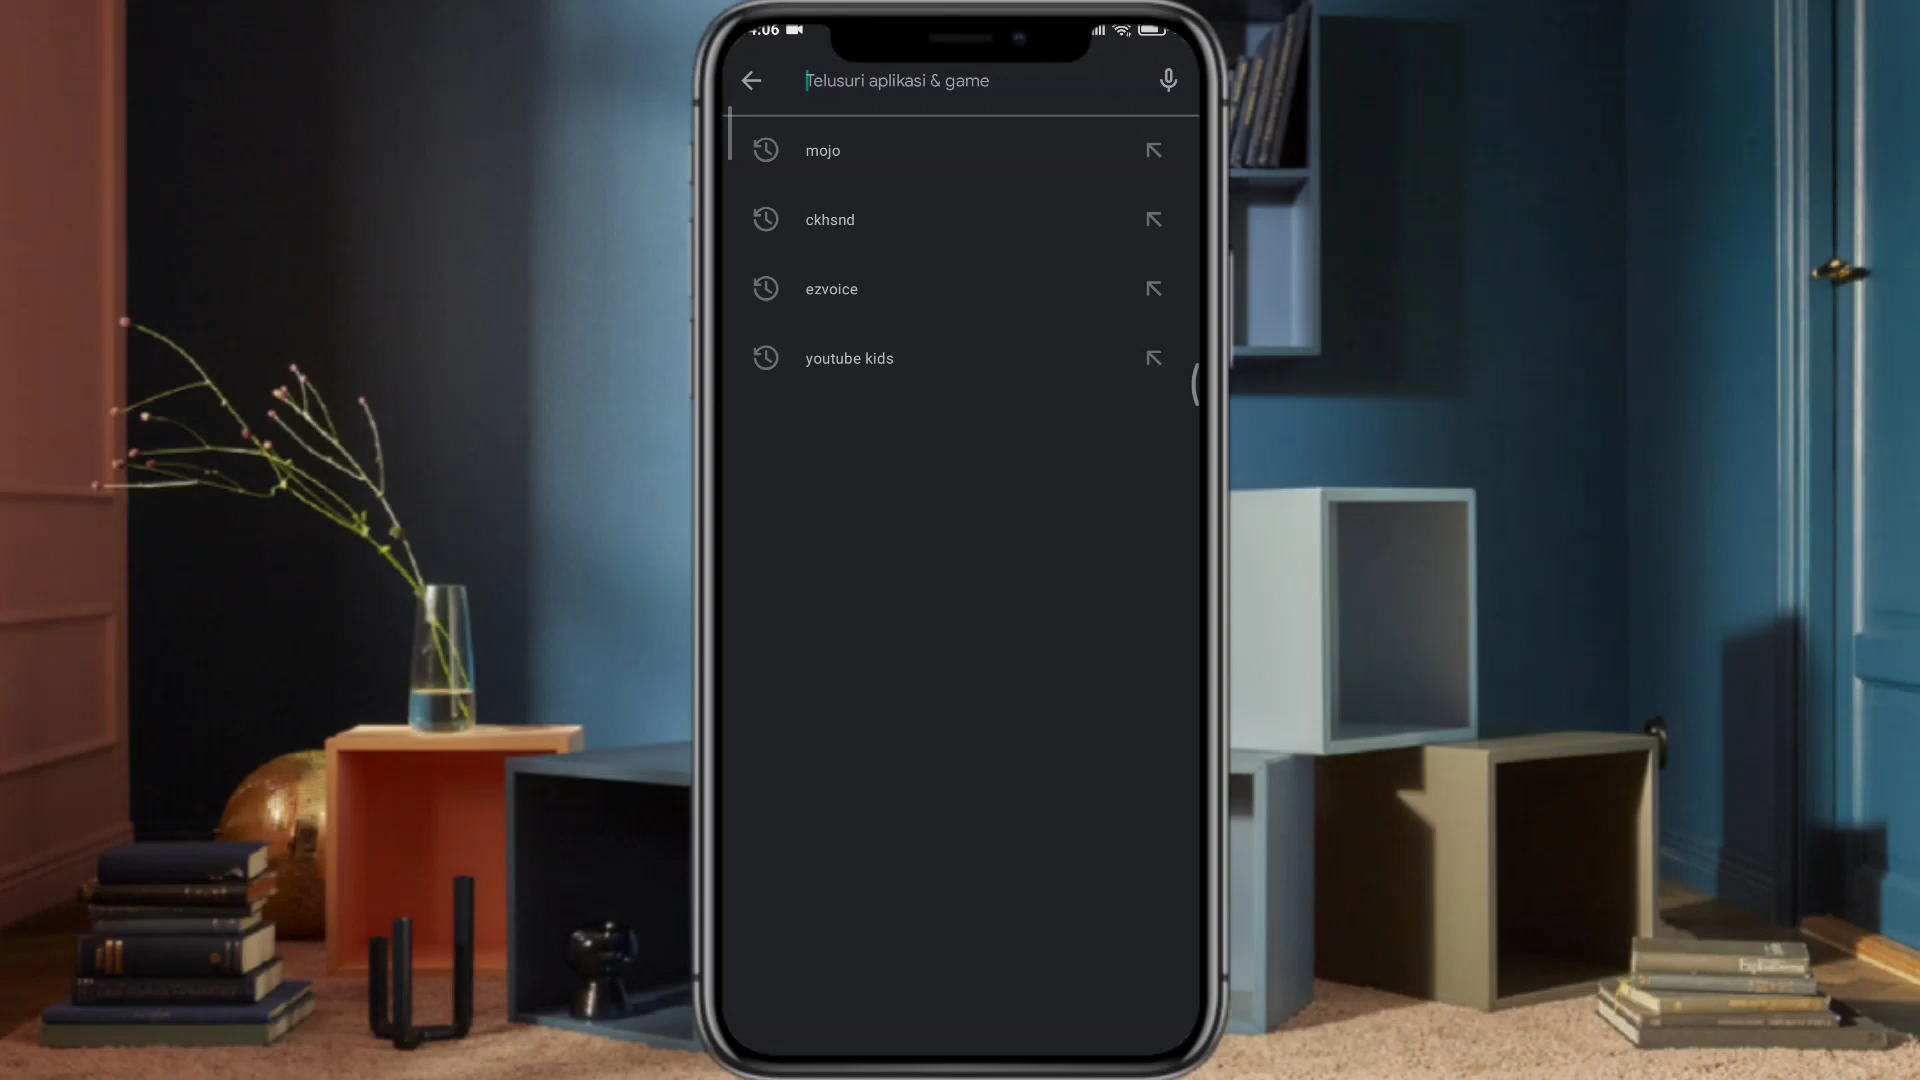 Telusuri aplikasi & game
mojo
ckhsnd
ezvoice
youtube kids